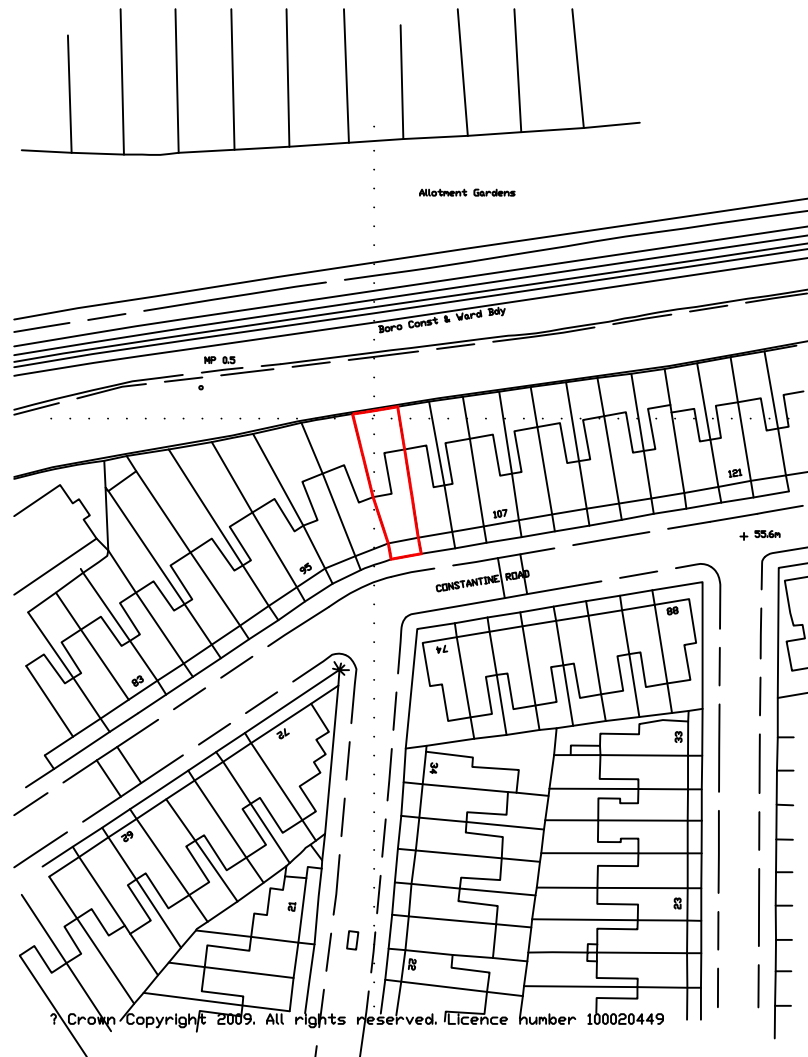 Allotment Gardens
Boro Const & Ward Bdy
MP 0.5
121
107
55.6m
95
CONSTANTINE ROAD
88
74
83
72
33
34
29
21
23
22
? Crown Copyright 2009. All rights reserved. Licence number 100020449